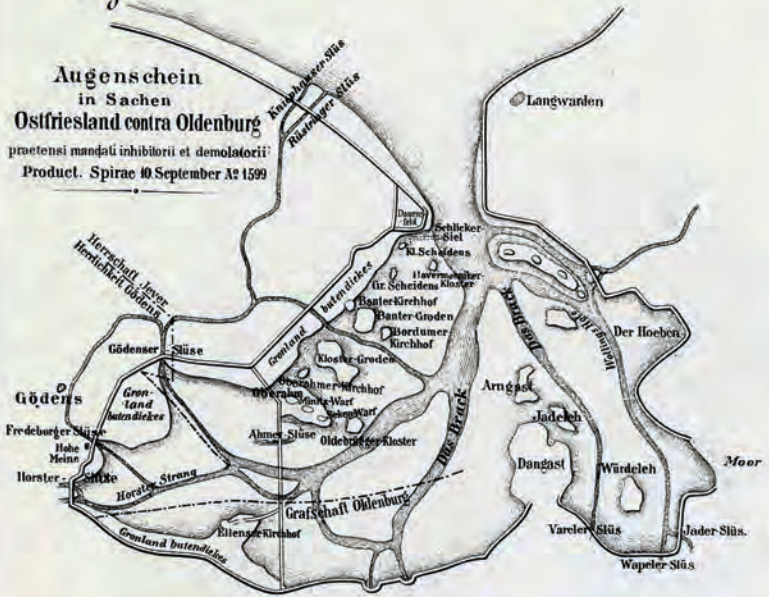 Augenschein
in Sachen
Ostfriesland contra Oldenburg
praetensi mandati inhibitorii et demolatorii
Product. Spirae 10 September Aº 1599
Kniphauser-Slüs
Rüstringer Slüs
Langwarden
Schlicker-
Siel
Kl. Scheidens
Gr. Scheidens
Kloster
Banter-Kirchhof
Banter-Groden
Bordumer-
Kirchhof
Gronland butendiekes
Herrschaft Jever
Herrlichkeit Gödens
Gödenser Slüse
Gron-
land
butendiekes
Gödens
Fredeburger Slüse
Hohe
Meine
Horster-Slüse
Horster Strang
Kloster-Groden
Oberahmer-Kirchhof
Oberahm
Ahmer-Slüse
Oldebrügger-Kloster
Das Brack
Das Brack
Der Hoeben
Arngast
Jadeleh
Dangast
Würdeleh
Moor
Grafschaft Oldenburg
Ellenser-Kirchhof
Gronland butendiekes
Vareler-Slüs
Jader-Slüs.
Wapeler-Slüs